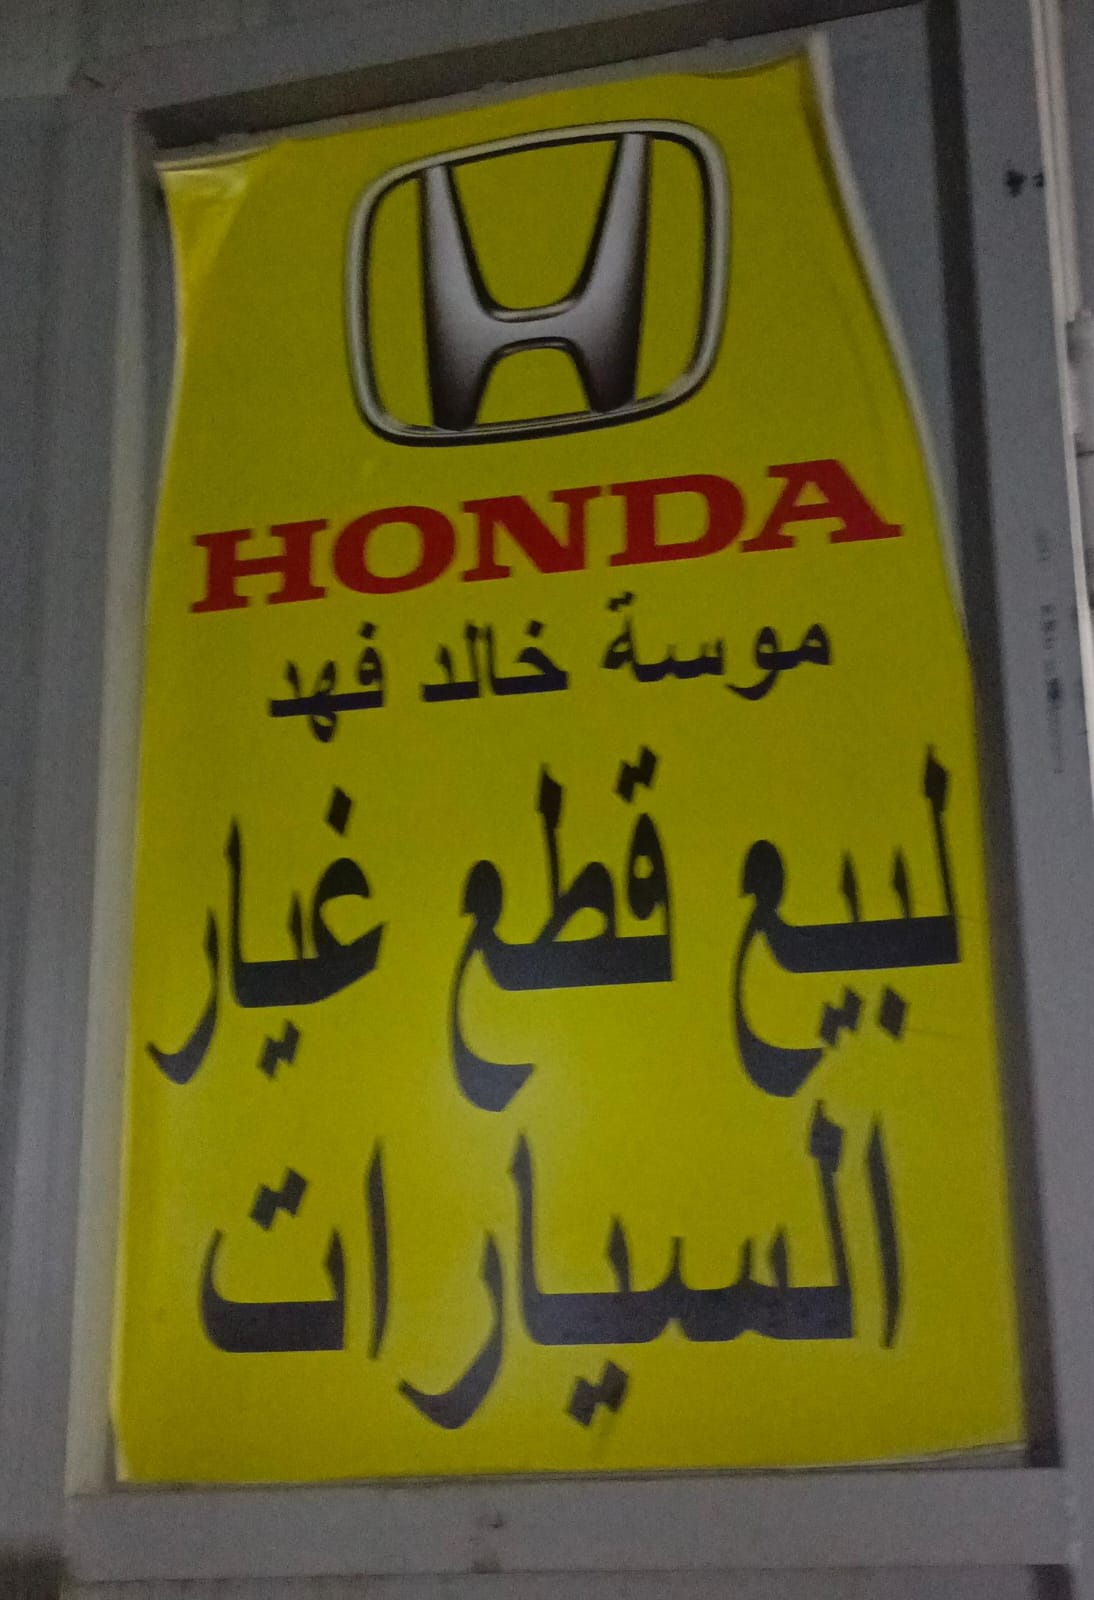 HONDA
موسة خالد فهد
لبيع قطع غيار
السيارات